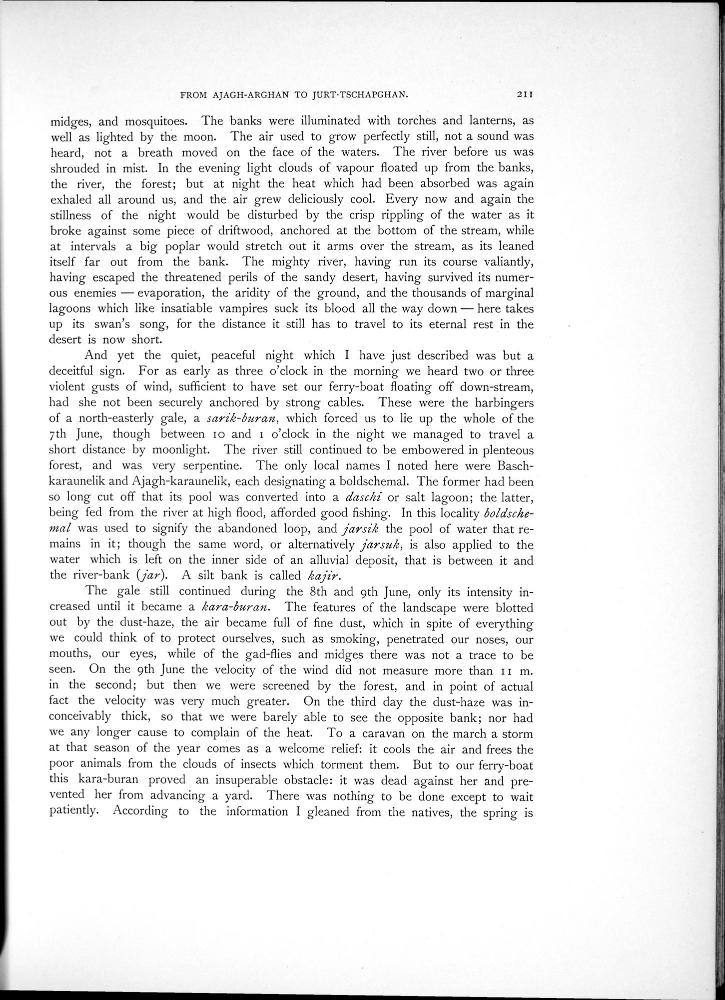 FROM AJAGH-ARGHAN TO JURT-TSCHAPGHAN. 211
midges, and mosquitoes. The banks were illuminated with torches and lanterns, as
well as lighted by the moon. The air used to grow perfectly still, not a sound was
heard, not a breath moved on the face of the waters. The river before us was
shrouded in mist. In the evening light clouds of vapour floated up from the banks,
the river, the forest; but at night the heat which had been absorbed was again
exhaled all around us, and the air grew deliciously cool. Every now and again the
stillness of the night would be disturbed by the crisp rippling of the water as it
broke against some piece of driftwood, anchored at the bottom of the stream, while
at intervals a big poplar would stretch out it arms over the stream, as its leaned
itself far out from the bank. The mighty river, having run its course valiantly,
having escaped the threatened perils of the sandy desert, having survived its numer-
ous enemies — evaporation, the aridity of the ground, and the thousands of marginal
lagoons which like insatiable vampires suck its blood all the way down — here takes
up its swan's song, for the distance it still has to travel to its eternal rest in the
desert is now short.
And yet the quiet, peaceful night which I have just described was but a
deceitful sign. For as early as three o'clock in the morning we heard two or three
violent gusts of wind, sufficient to have set our ferry-boat floating off down-stream,
had she not been securely anchored by strong cables. These were the harbingers
of a north-easterly gale, a sarik-buran, which forced us to lie up the whole of the
7th June, though between 10 and 1 o'clock in the night we managed to travel a
short distance by moonlight. The river still continued to be embowered in plenteous
forest, and was very serpentine. The only local names I noted here were Basch-
karaunelik and Ajagh-karaunelik, each designating a boldschemal. The former had been
so long cut off that its pool was converted into a daschi or salt lagoon; the latter,
being fed from the river at high flood, afforded good fishing. In this locality boldsche-
mal was used to signify the abandoned loop, and jarsik the pool of water that re-
mains in it; though the same word, or alternatively jarsuk, is also applied to the
water which is left on the inner side of an alluvial deposit, that is between it and
the river-bank (jar). A silt bank is called kajir.
The gale still continued during the 8th and 9th June, only its intensity in-
creased until it became a kara-buran. The features of the landscape were blotted
out by the dust-haze, the air became full of fine dust, which in spite of everything
we could think of to protect ourselves, such as smoking, penetrated our noses, our
mouths, our eyes, while of the gad-flies and midges there was not a trace to be
seen. On the 9th June the velocity of the wind did not measure more than 11 m.
in the second; but then we were screened by the forest, and in point of actual
fact the velocity was very much greater. On the third day the dust-haze was in-
conceivably thick, so that we were barely able to see the opposite bank; nor had
we any longer cause to complain of the heat. To a caravan on the march a storm
at that season of the year comes as a welcome relief: it cools the air and frees the
poor animals from the clouds of insects which torment them. But to our ferry-boat
this kara-buran proved an insuperable obstacle: it was dead against her and pre-
vented her from advancing a yard. There was nothing to be done except to wait
patiently. According to the information I gleaned from the natives, the spring is